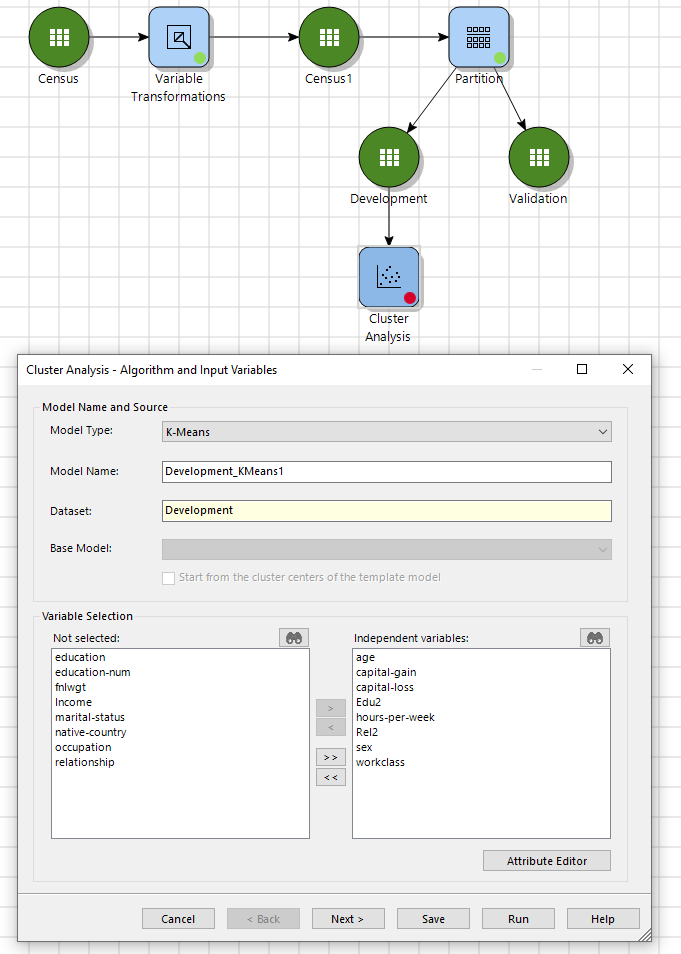 Census
Variable
Transformations
Census1
Partition
Development
Validation
Cluster
Analysis
Cluster Analysis - Algorithm and Input Variables
Model Name and Source
Model Type:
K-Means
Model Name:
Development_KMeans1
Dataset:
Development
Base Model:
Start from the cluster centers of the template model
Variable Selection
Not selected:
education
education-num
fnlwgt
Income
marital-status
native-country
occupation
relationship
>
<
>>
<<
Independent variables:
age
capital-gain
capital-loss
Edu2
hours-per-week
Rel2
sex
workclass
Attribute Editor
Cancel
< Back
Next >
Save
Run
Help